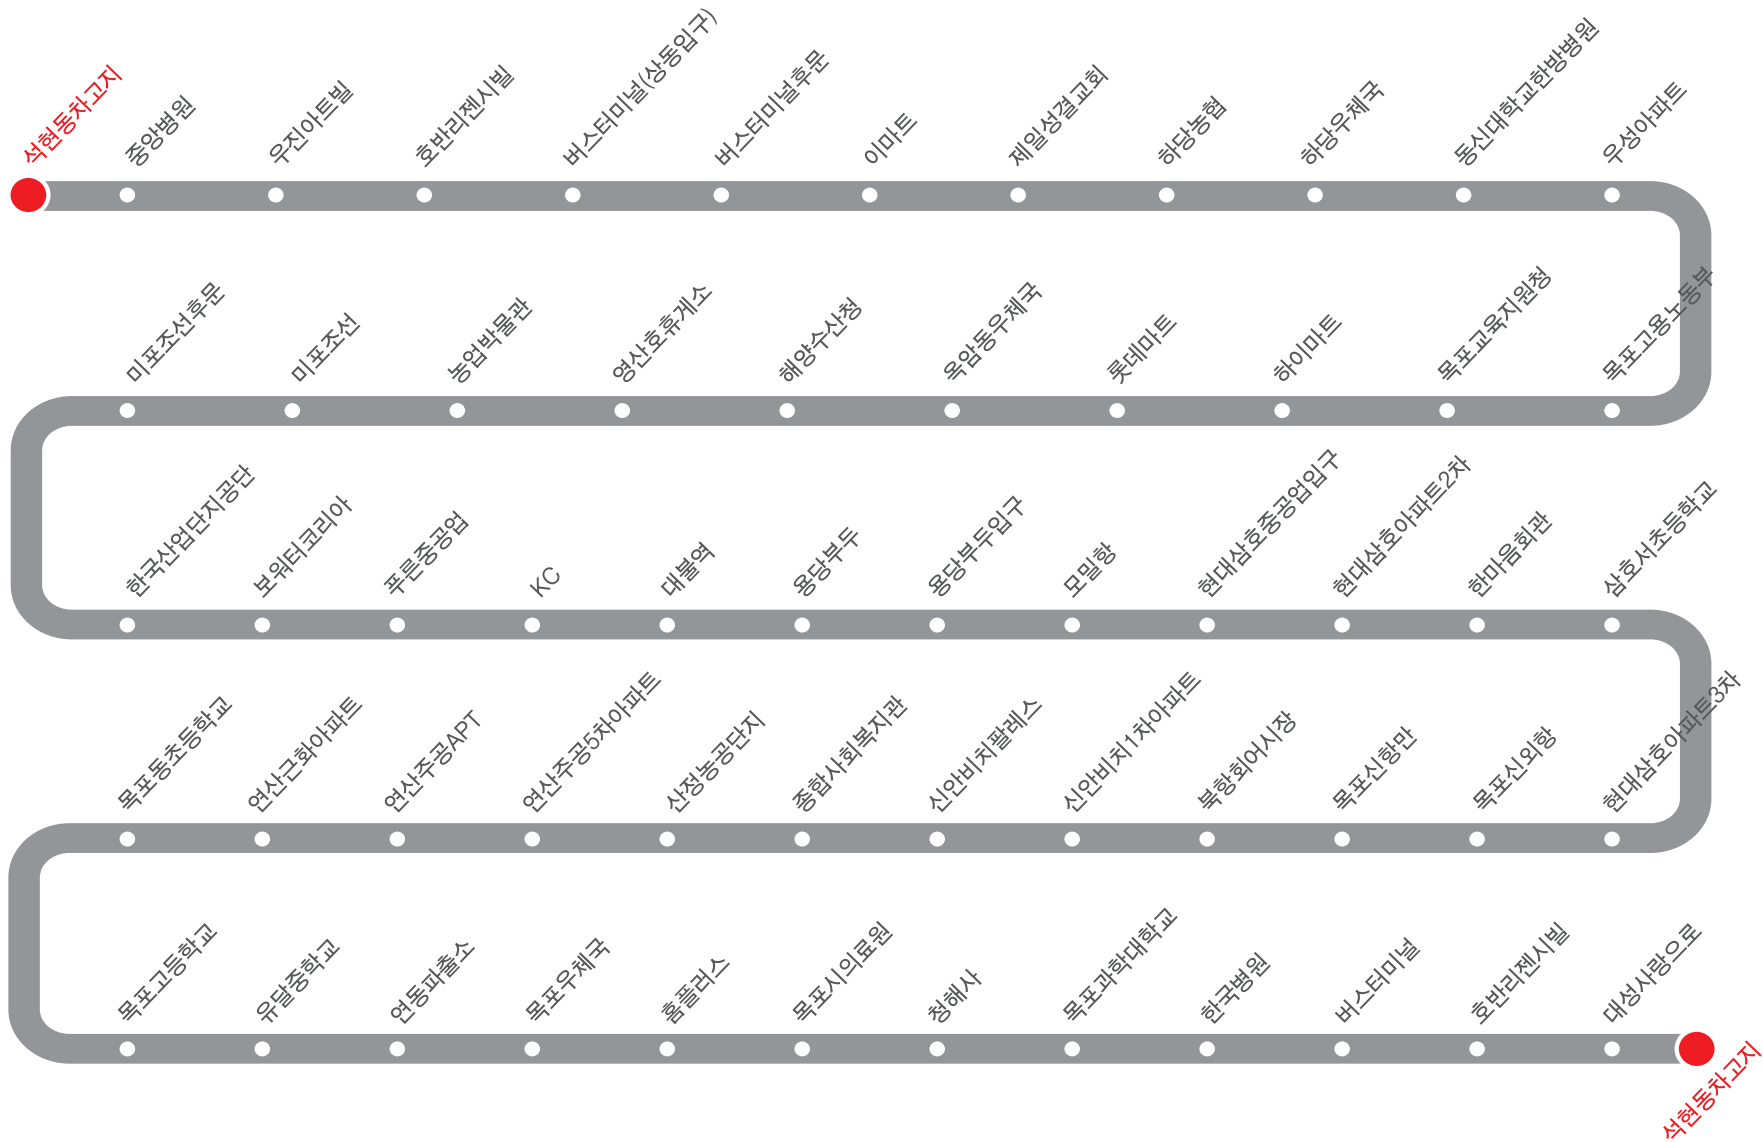 석현동차고지
중앙병원
우진아트빌
호반리젠시빌
버스터미널(상동입구)
버스터미널후문
이마트
제일성결교회
하당농협
하당우체국
동신대학교한방병원
우성아파트
미포조선후문
미포조선
농업박물관
영산호휴게소
해양수산청
옥암동우체국
롯데마트
하이마트
목포교육지원청
목포고용노동부
한국산업단지공단
보워터코리아
푸른중공업
KC
대불역
용당부두
용당부두입구
모밀항
현대삼호중공업입구
현대삼호아파트2차
한마음회관
삼호서초등학교
목포동초등학교
연산근화아파트
연산주공APT
연산주공5차아파트
산정농공단지
종합사회복지관
신안비치팔레스
신안비치1차아파트
북항회어시장
목포신항만
목포신외항
현대삼호아파트3차
목포고등학교
유달중학교
연동파출소
목포우체국
홈플러스
목포시의료원
청해사
목포과학대학교
한국병원
버스터미널
호반리젠시빌
대성사랑으로
석현동차고지